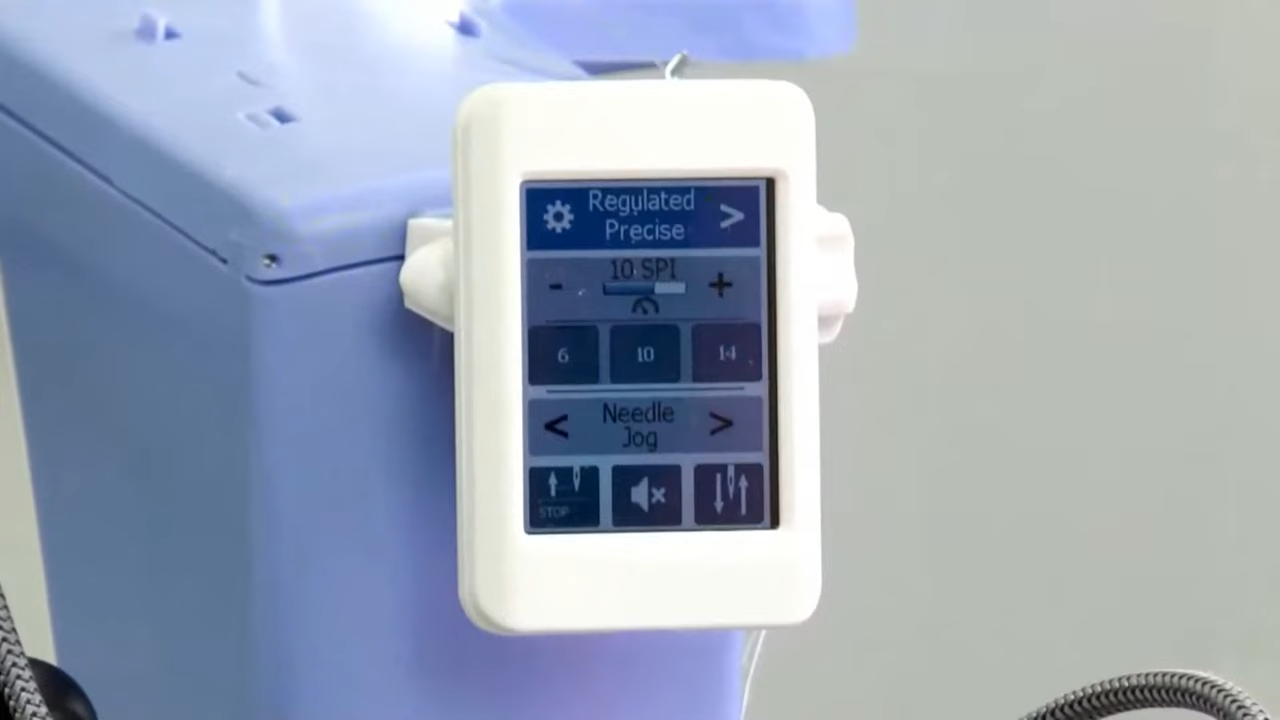 Regulated
Precise
>
10 SPI
- +
6 10 14
< Needle >
Jog
STOP